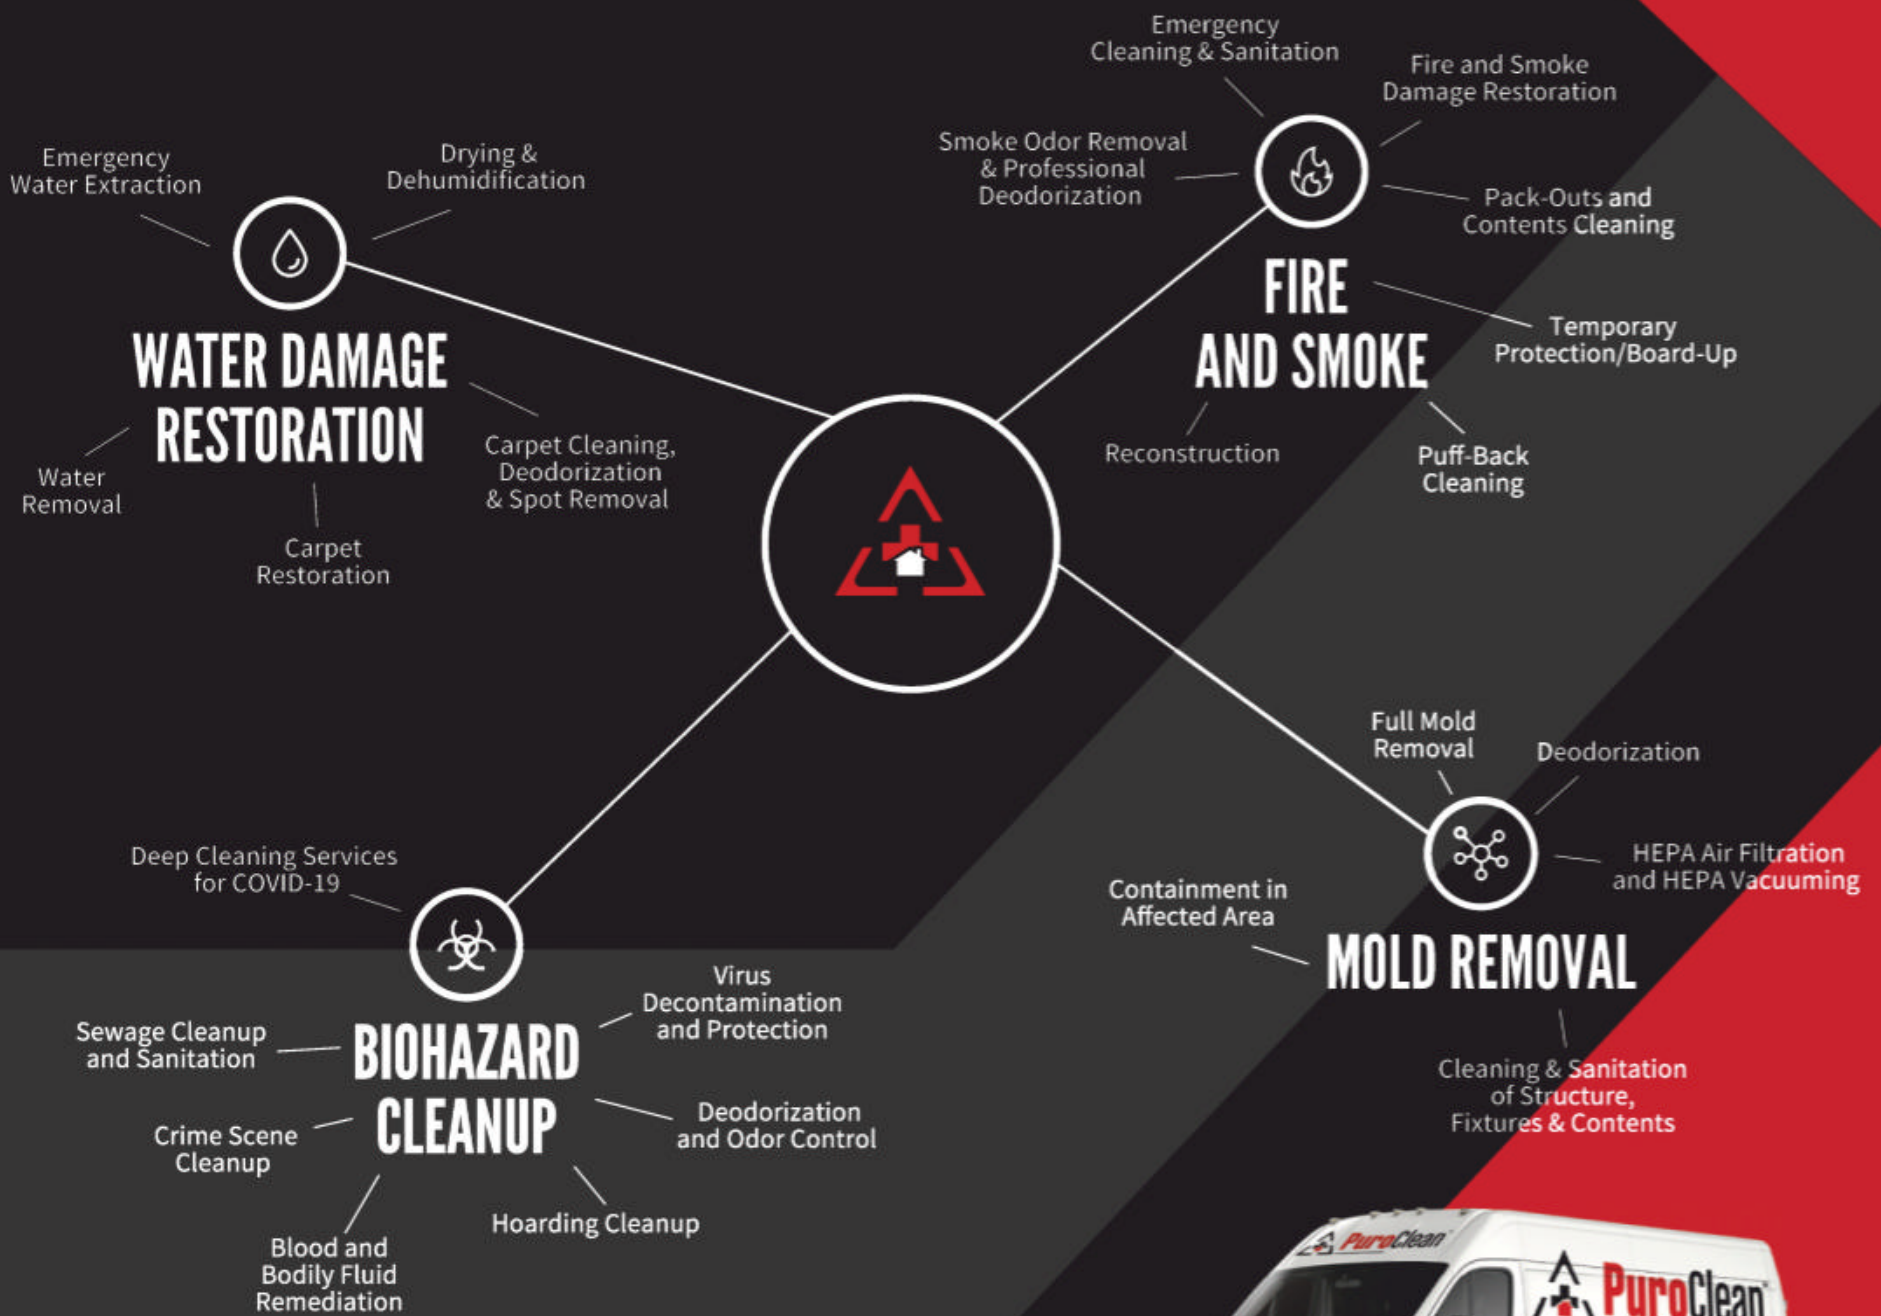 Emergency
Water Extraction
Drying &
Dehumidification
WATER DAMAGE
RESTORATION
Water
Removal
Carpet
Restoration
Carpet Cleaning,
Deodorization
& Spot Removal
Emergency
Cleaning & Sanitation
Fire and Smoke
Damage Restoration
Smoke Odor Removal
& Professional
Deodorization
Pack-Outs and
Contents Cleaning
FIRE
AND SMOKE
Temporary
Protection/Board-Up
Reconstruction
Puff-Back
Cleaning
Deep Cleaning Services
for COVID-19
BIOHAZARD
CLEANUP
Virus
Decontamination
and Protection
Sewage Cleanup
and Sanitation
Deodorization
and Odor Control
Crime Scene
Cleanup
Hoarding Cleanup
Blood and
Bodily Fluid
Remediation
Full Mold
Removal
Deodorization
HEPA Air Filtration
and HEPA Vacuuming
Containment in
Affected Area
MOLD REMOVAL
Cleaning & Sanitation
of Structure,
Fixtures & Contents
PuroClean
PuroClean